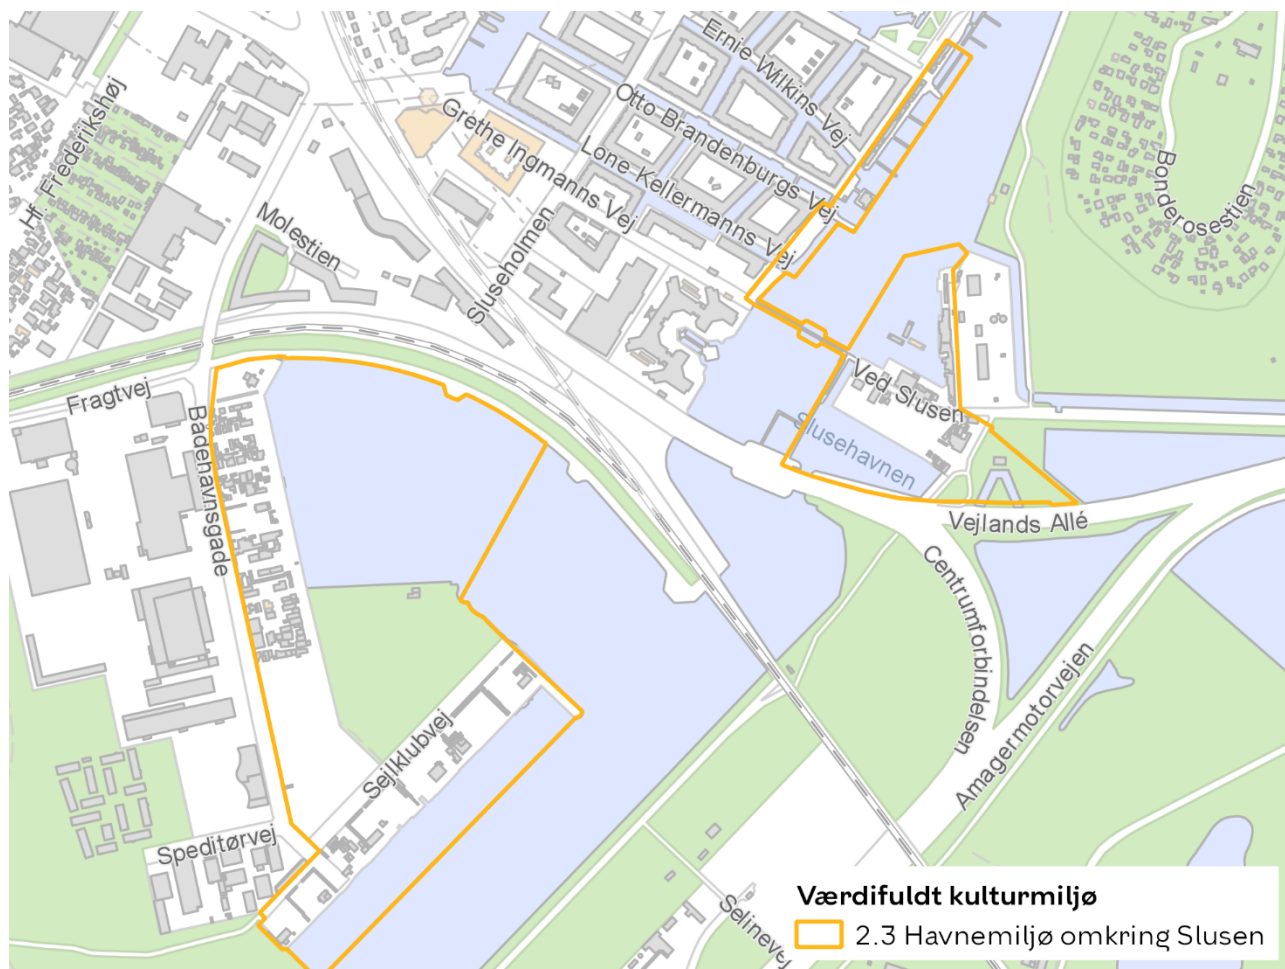 Ernie Wilkins Vej
Otto Brandenburgs Vej
Lone Kellermanns Vej
Grethe Ingmanns Vej
Hf. Frederikshøj
Molestien
Sluseholmen
Bonderosestien
Fragtvej
Bådehavnsgade
Ved Slusen
Slusehavnen
Vejlands Allé
Centrumforbindelsen
Amagermotorvejen
Sejlklubvej
Speditørvej
Selinevej
Værdifuldt kulturmiljø
2.3 Havnemiljø omkring Slusen